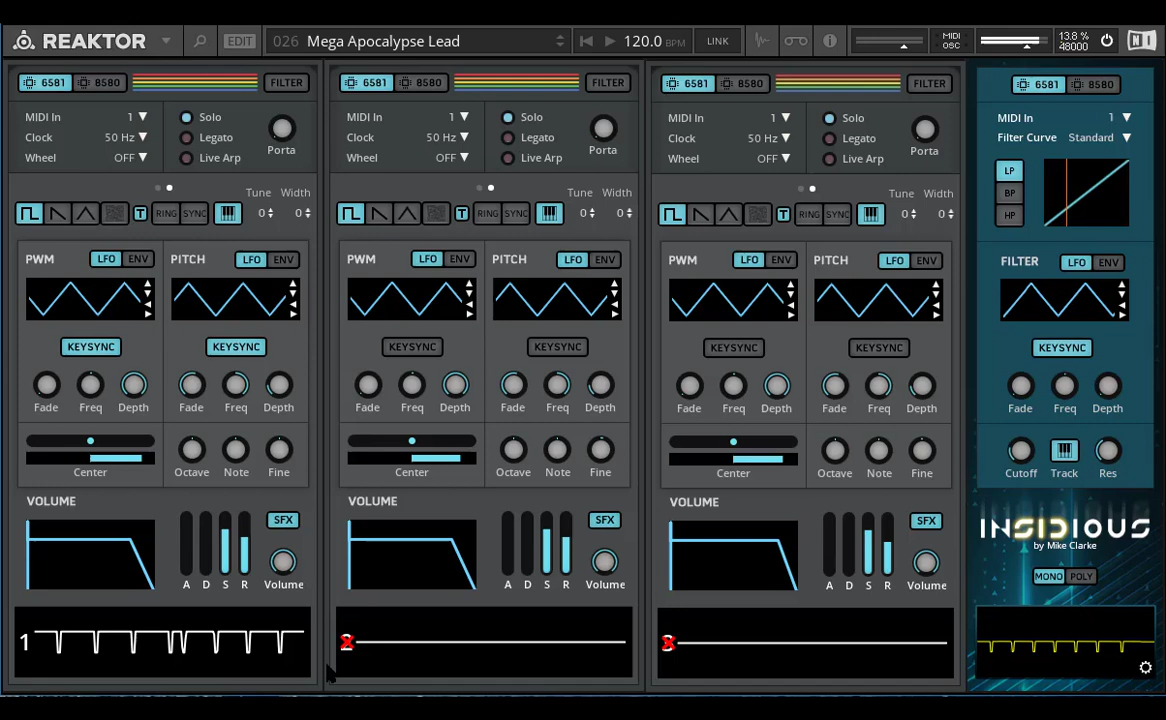 REAKTOR EDIT 026 Mega Apocalypse Lead 120.0 BPM LINK MIDI OSC 13.8 % 48000 NI
6581 8580 FILTER
MIDI In 1 Solo
Clock 50 Hz Legato
Wheel OFF Live Arp
Porta
Tune Width
T RING SYNC 0 0
PWM LFO ENV PITCH LFO ENV
KEYSYNC KEYSYNC
Fade Freq Depth Fade Freq Depth
Center Octave Note Fine
VOLUME
SFX
A D S R Volume
1
6581 8580 FILTER
MIDI In 1 Solo
Clock 50 Hz Legato
Wheel OFF Live Arp
Porta
Tune Width
T RING SYNC 0 0
PWM LFO ENV PITCH LFO ENV
KEYSYNC KEYSYNC
Fade Freq Depth Fade Freq Depth
Center Octave Note Fine
VOLUME
SFX
A D S R Volume
2
6581 8580 FILTER
MIDI In 1 Solo
Clock 50 Hz Legato
Wheel OFF Live Arp
Porta
Tune Width
T RING SYNC 0 0
PWM LFO ENV PITCH LFO ENV
KEYSYNC KEYSYNC
Fade Freq Depth Fade Freq Depth
Center Octave Note Fine
VOLUME
SFX
A D S R Volume
3
6581 8580
MIDI In 1
Filter Curve Standard
LP
BP
HP
FILTER LFO ENV
KEYSYNC
Fade Freq Depth
Cutoff Track Res
INSIDIOUS
by Mike Clarke
MONO POLY